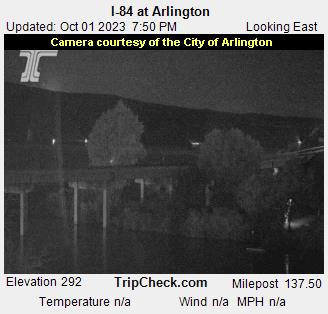 I-84 at Arlington
Updated: Oct 01 2023 7:50 PM Looking East
Camera courtesy of the City of Arlington
Elevation 292 TripCheck.com Milepost 137.50
Temperature n/a Wind n/a MPH n/a